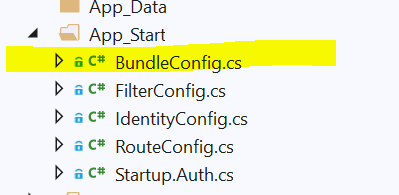 App_Data
App_Start
C# BundleConfig.cs
C# FilterConfig.cs
C# IdentityConfig.cs
C# RouteConfig.cs
C# Startup.Auth.cs